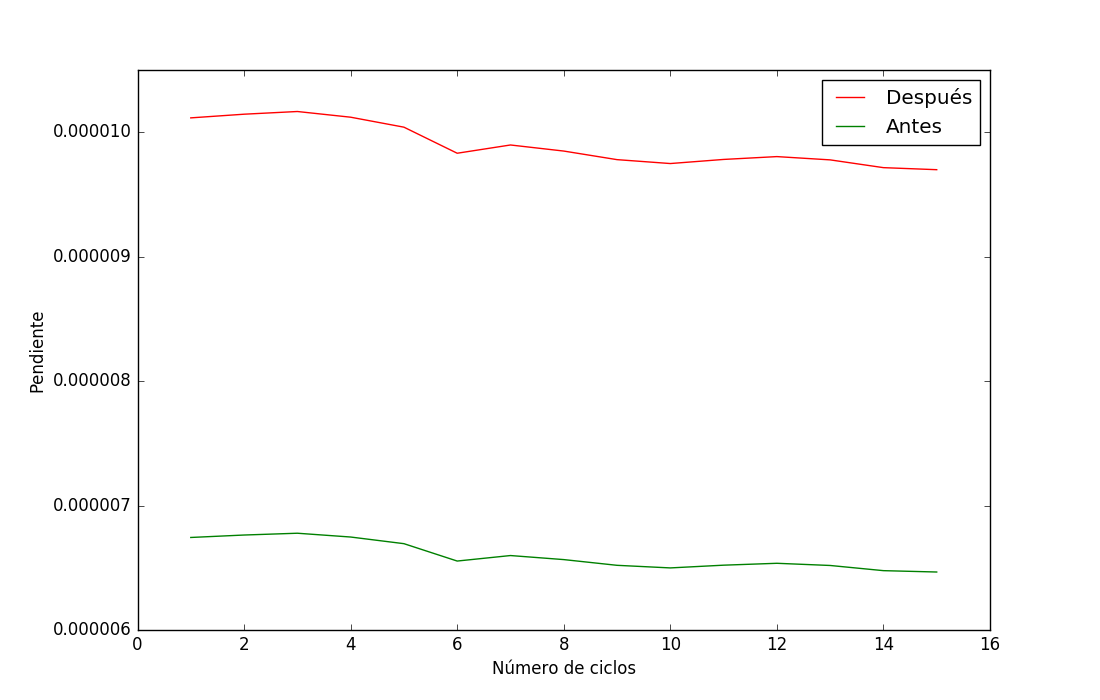 Después
Antes
0.000010
0.000009
0.000008
0.000007
0.000006
Pendiente
0 2 4 6 8 10 12 14 16
Número de ciclos